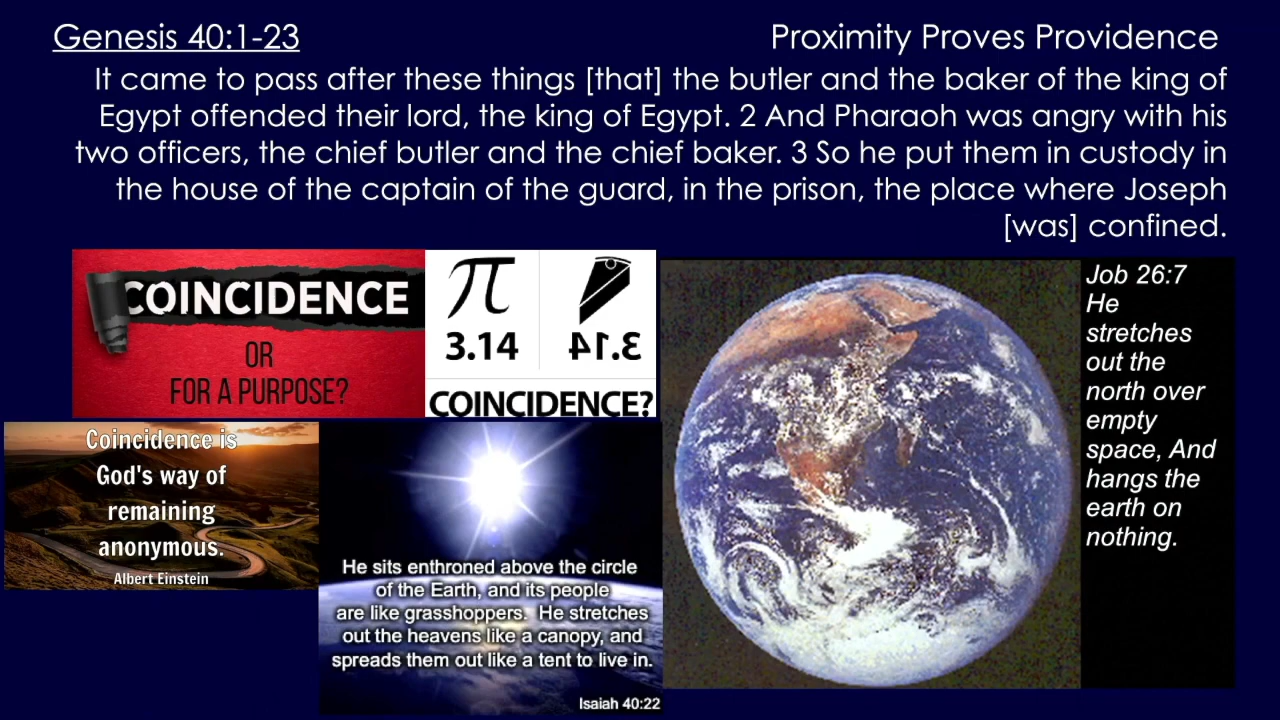 Genesis 40:1-23
Proximity Proves Providence
It came to pass after these things [that] the butler and the baker of the king of
Egypt offended their lord, the king of Egypt. 2 And Pharaoh was angry with his
two officers, the chief butler and the chief baker. 3 So he put them in custody in
the house of the captain of the guard, in the prison, the place where Joseph
[was] confined.
COINCIDENCE
OR
FOR A PURPOSE?
π
3.14
3.14
COINCIDENCE?
Job 26:7
He
stretches
out the
north over
empty
space, And
hangs the
earth on
nothing.
Coincidence is
God's way of
remaining
anonymous.
Albert Einstein
He sits enthroned above the circle
of the Earth, and its people
are like grasshoppers. He stretches
out the heavens like a canopy, and
spreads them out like a tent to live in.
Isaiah 40:22